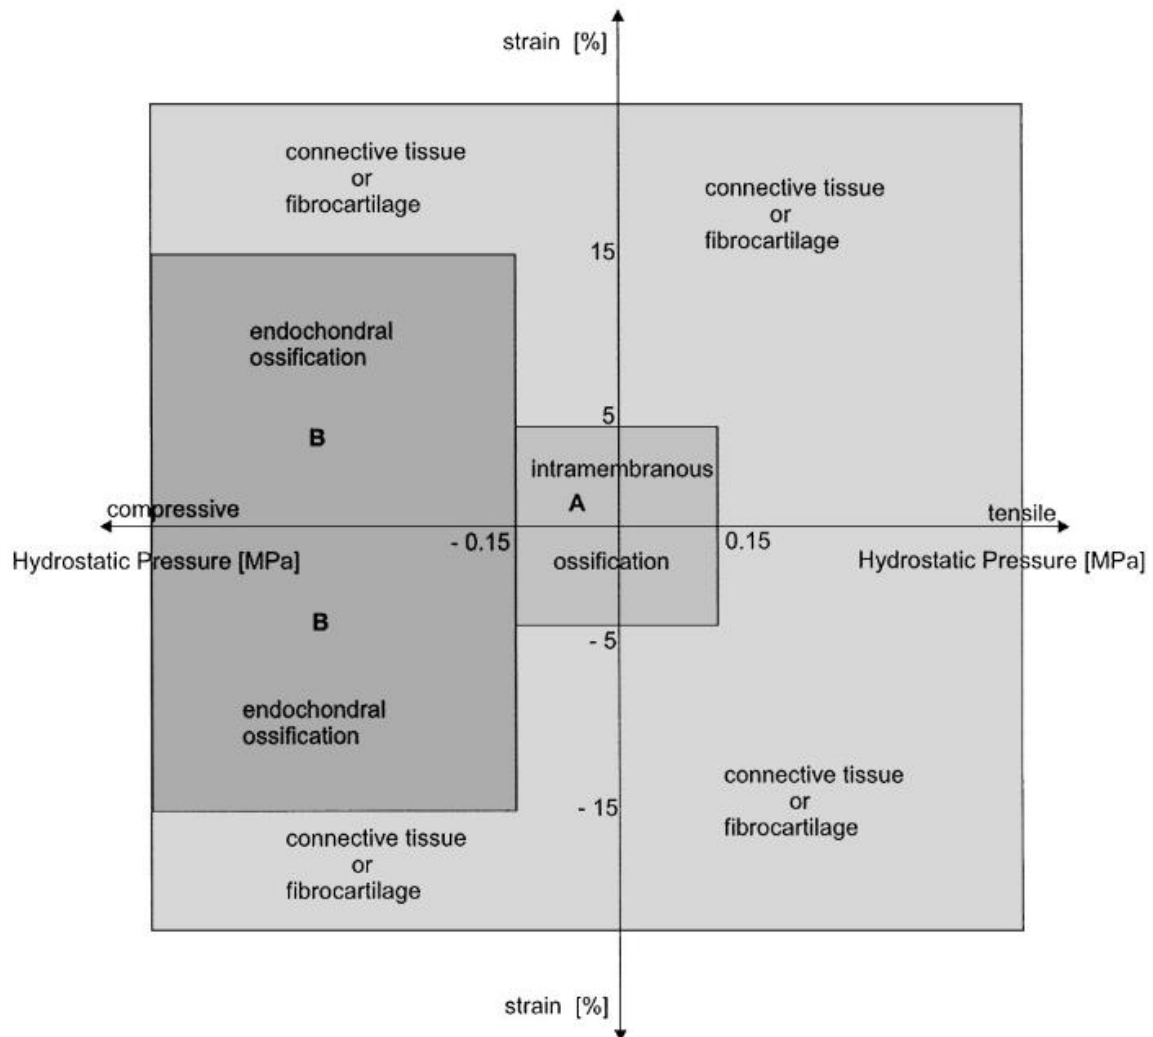 strain [%]
connective tissue
or
fibrocartilage
connective tissue
or
fibrocartilage
15
endochondral
ossification
B
5
intramembranous
A
compressive
tensile
- 0.15
0.15
Hydrostatic Pressure [MPa]
ossification
Hydrostatic Pressure [MPa]
B
- 5
endochondral
ossification
connective tissue
or
fibrocartilage
- 15
connective tissue
or
fibrocartilage
strain [%]